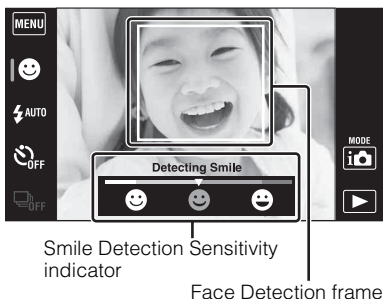 MENU
AUTO
OFF
OFF
Detecting Smile
MODE
Smile Detection Sensitivity
indicator
Face Detection frame